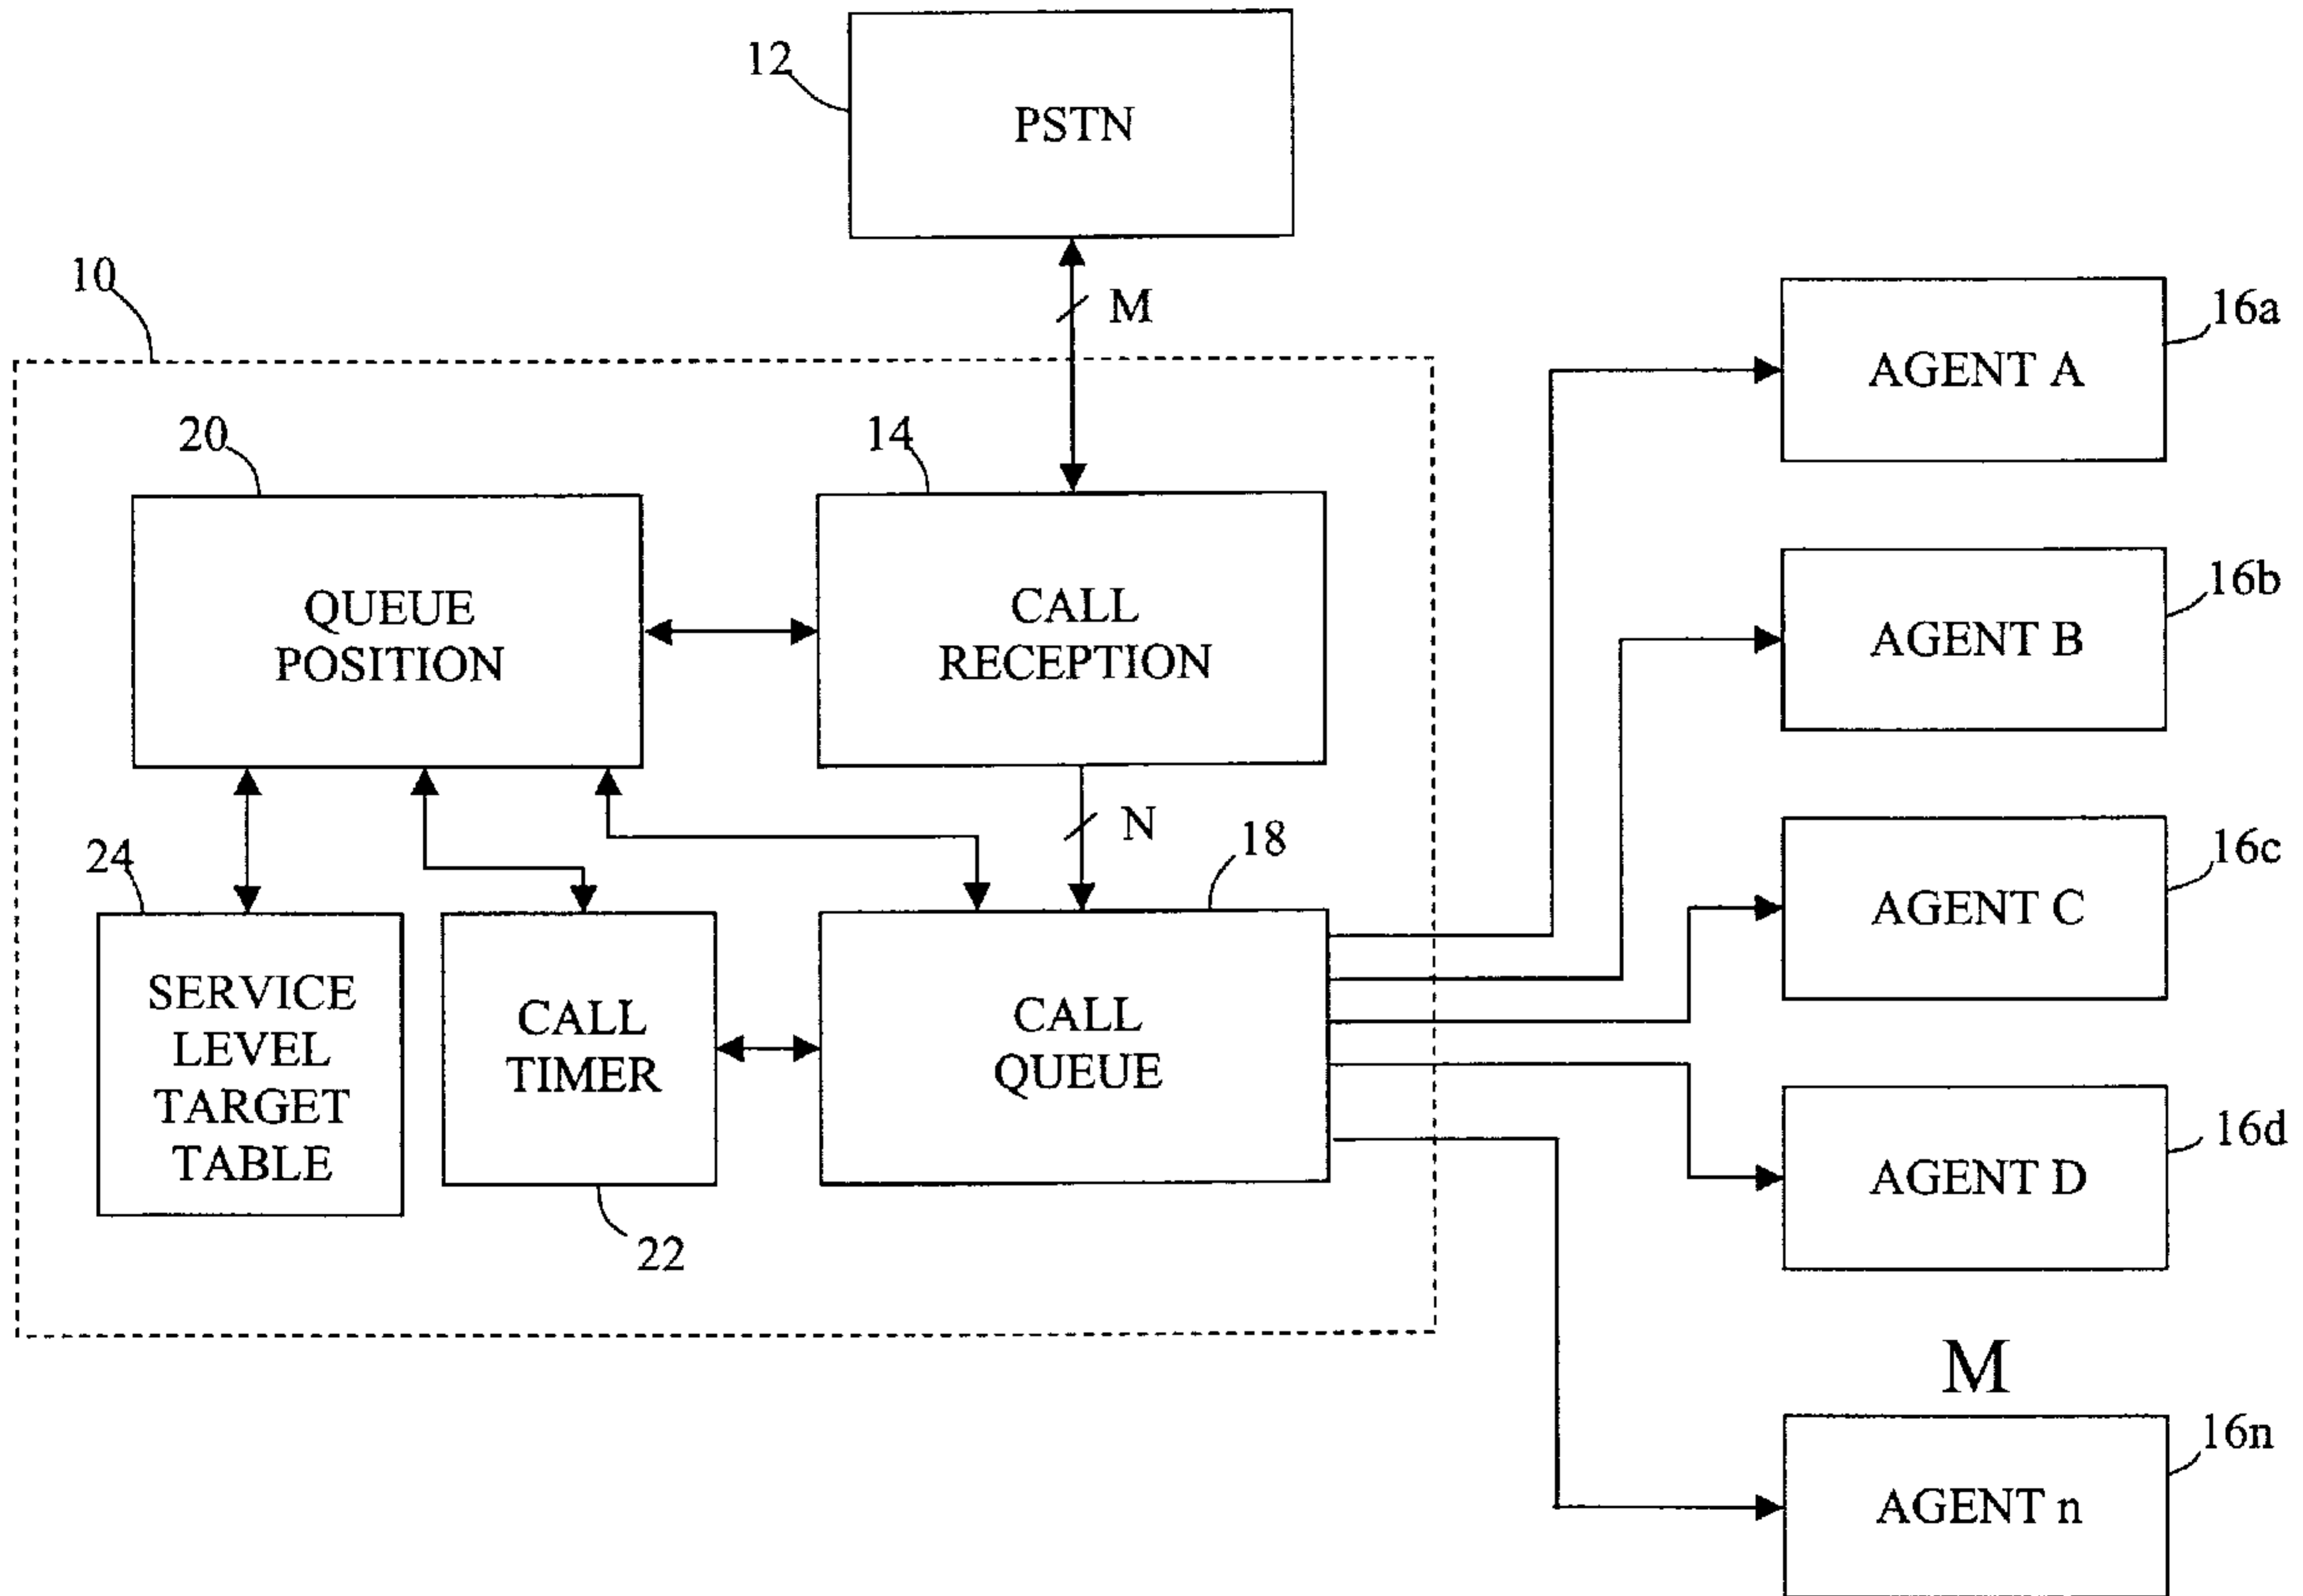 12
PSTN
10
M
16a
AGENT A
20
14
QUEUE
POSITION
CALL
RECEPTION
16b
AGENT B
N
24
18
16c
AGENT C
SERVICE
LEVEL
TARGET
TABLE
CALL
TIMER
CALL
QUEUE
16d
AGENT D
22
M
16n
AGENT n